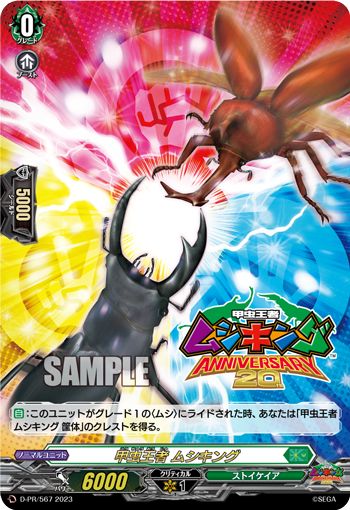 0
グレード
ブースト
5000
シールド
甲虫王者
ムシキング
ANNIVERSARY
20
SAMPLE
自:このユニットがグレード1の〈ムシ〉にライドされた時、あなたは「甲虫王者
ムシキング 筐体」のクレストを得る。
ノーマルユニット
甲虫王者 ムシキング
パワー
6000
クリティカル
1
ストイケイア
D-PR/567 2023
©SEGA